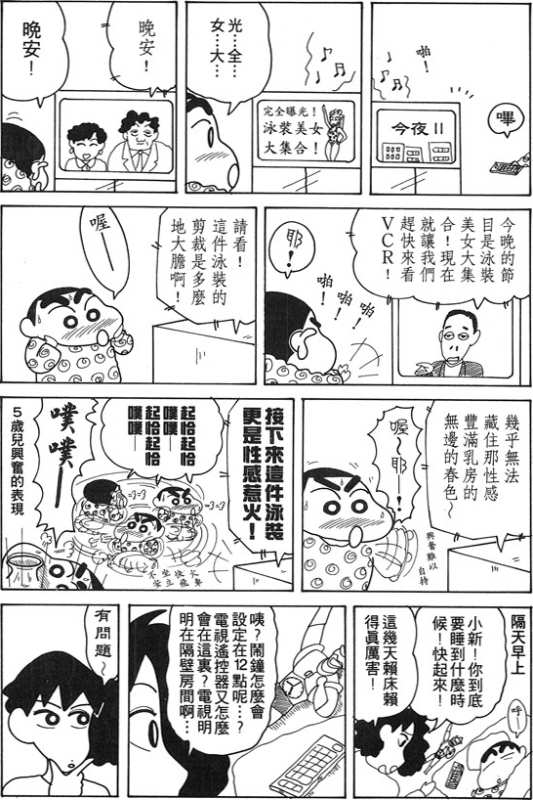 嗶
啪!
今夜 II
光…全…
女…大…
完全曝光!
泳裝美女
大集合!
晚安!
晚安!
今晚的節
目是泳裝
美女大集
合!現在
就讓我們
趕快來看
VCR!
耶!
啪!
啪!
啪!
請看!
這件泳裝的
剪裁是多麼
地大膽啊!
喔——
幾乎無法
藏住那性感
豐滿乳房的
無邊的春色~
喔~耶!
興奮難以
自持
接下來這件泳裝
更是性感惹火!
起恰起恰
噗噗——
起恰起恰
噗噗——
噗噗——
5歲兒興奮的表現
隔天早上
小新!你到底
要睡到什麼時
候!快起來!
這幾天賴床賴
得真厲害!
咦?鬧鐘怎麼會
設定在12點呢…?
電視遙控器又怎麼
會在這裏?電視明
明在隔壁房間啊…
有問題~